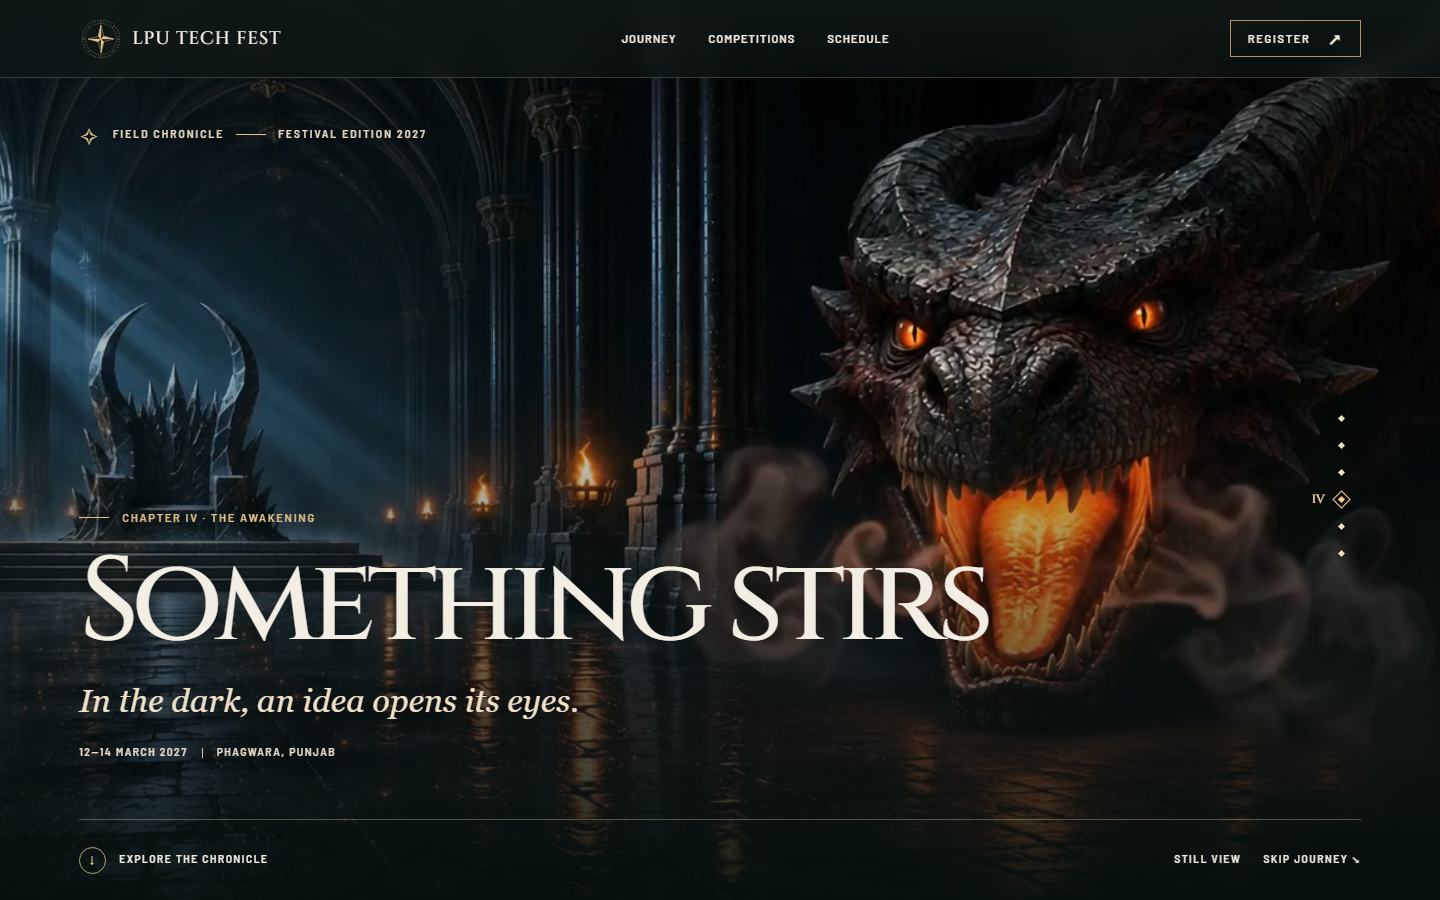 LPU TECH FEST
JOURNEY COMPETITIONS SCHEDULE
REGISTER ↗
FIELD CHRONICLE — FESTIVAL EDITION 2027
IV
CHAPTER IV · THE AWAKENING
SOMETHING STIRS
In the dark, an idea opens its eyes.
12–14 MARCH 2027 | PHAGWARA, PUNJAB
↓ EXPLORE THE CHRONICLE
STILL VIEW SKIP JOURNEY ↘